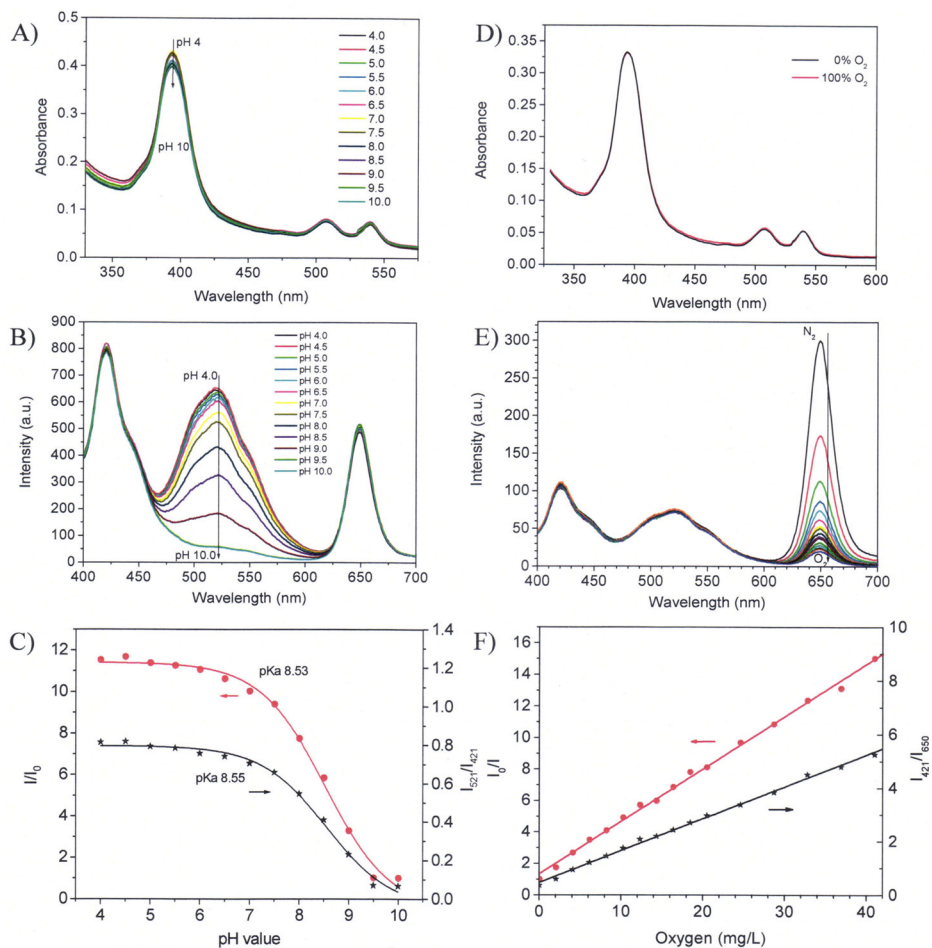 A)
0.5
0.4
0.3
0.2
0.1
0.0
Absorbance
350
400
450
500
550
Wavelength (nm)
pH 4
pH 10
4.0
4.5
5.0
5.5
6.0
6.5
7.0
7.5
8.0
8.5
9.0
9.5
10.0
D)
0.35
0.30
0.25
0.20
0.15
0.10
0.05
0.00
Absorbance
350
400
450
500
550
600
Wavelength (nm)
0% O₂
100% O₂
B)
900
800
700
600
500
400
300
200
100
0
Intensity (a.u.)
400
450
500
550
600
650
700
Wavelength (nm)
pH 4.0
pH 10.0
pH 4.0
pH 4.5
pH 5.0
pH 5.5
pH 6.0
pH 6.5
pH 7.0
pH 7.5
pH 8.0
pH 8.5
pH 9.0
pH 9.5
pH 10.0
E)
300
250
200
150
100
50
0
Intensity (a.u.)
400
450
500
550
600
650
700
Wavelength (nm)
N₂
O₂
C)
12
11
10
9
8
7
6
5
4
3
2
1
0
I/I₀
4
5
6
7
8
9
10
pH value
1.4
1.2
1.0
0.8
0.6
0.4
0.2
0.0
I₅₂₁/I₄₂₁
pKa 8.53
pKa 8.55
F)
16
14
12
10
8
6
4
2
0
I₀/I
0
10
20
30
40
Oxygen (mg/L)
10
8
6
4
2
0
I₄₂₁/I₆₅₀